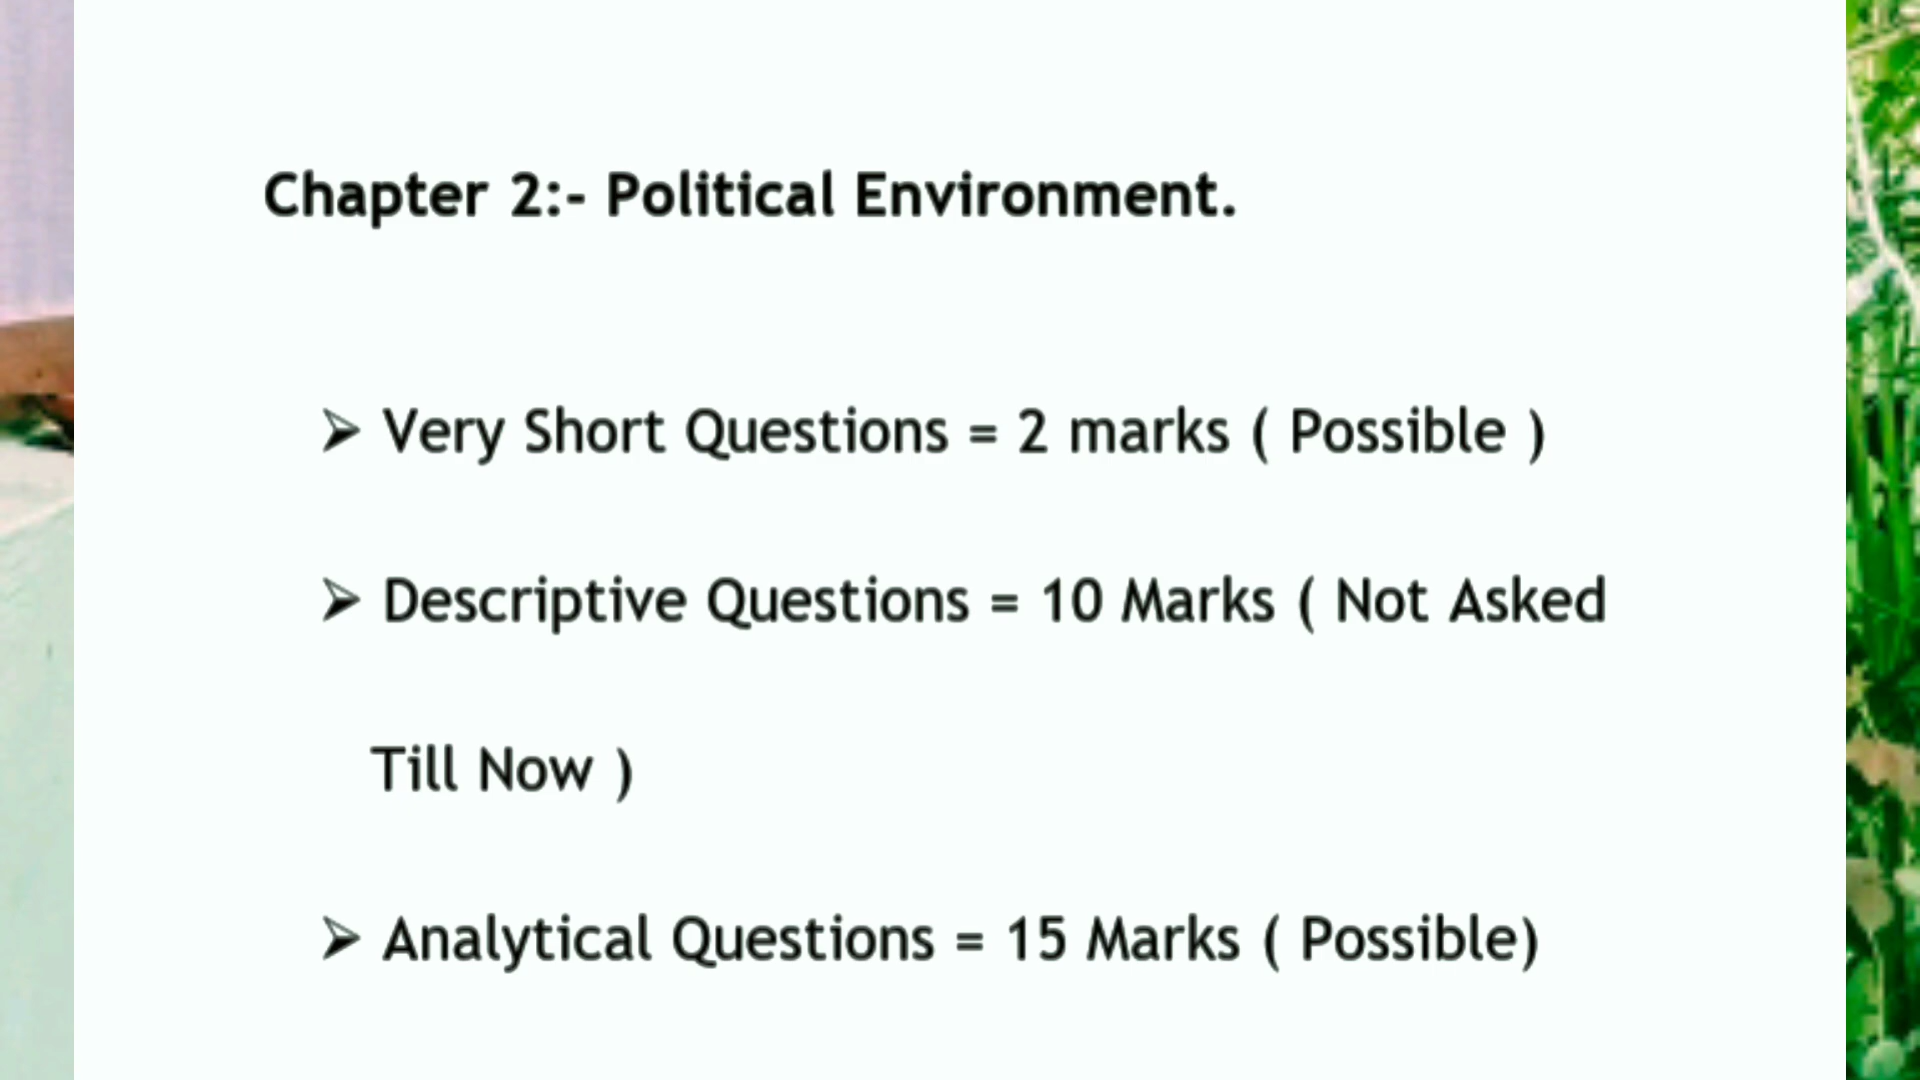 Chapter 2:- Political Environment.
➢ Very Short Questions = 2 marks ( Possible )
➢ Descriptive Questions = 10 Marks ( Not Asked
Till Now )
➢ Analytical Questions = 15 Marks ( Possible)